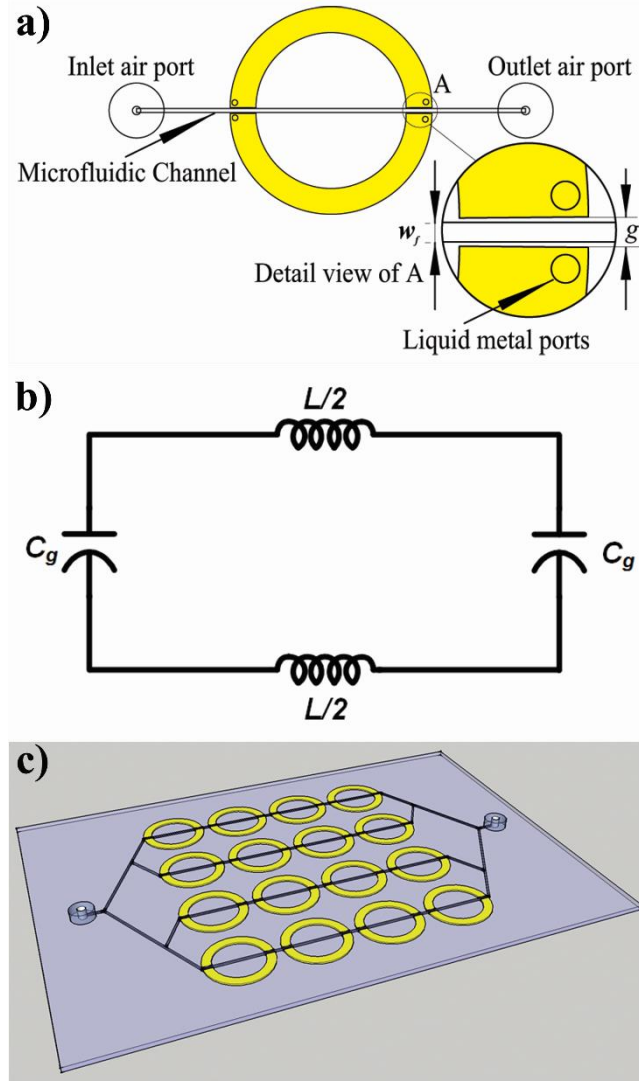 a)
Inlet air port
Outlet air port
A
Microfluidic Channel
w_f
g
Detail view of A
Liquid metal ports
b)
L/2
C_g
C_g
L/2
c)